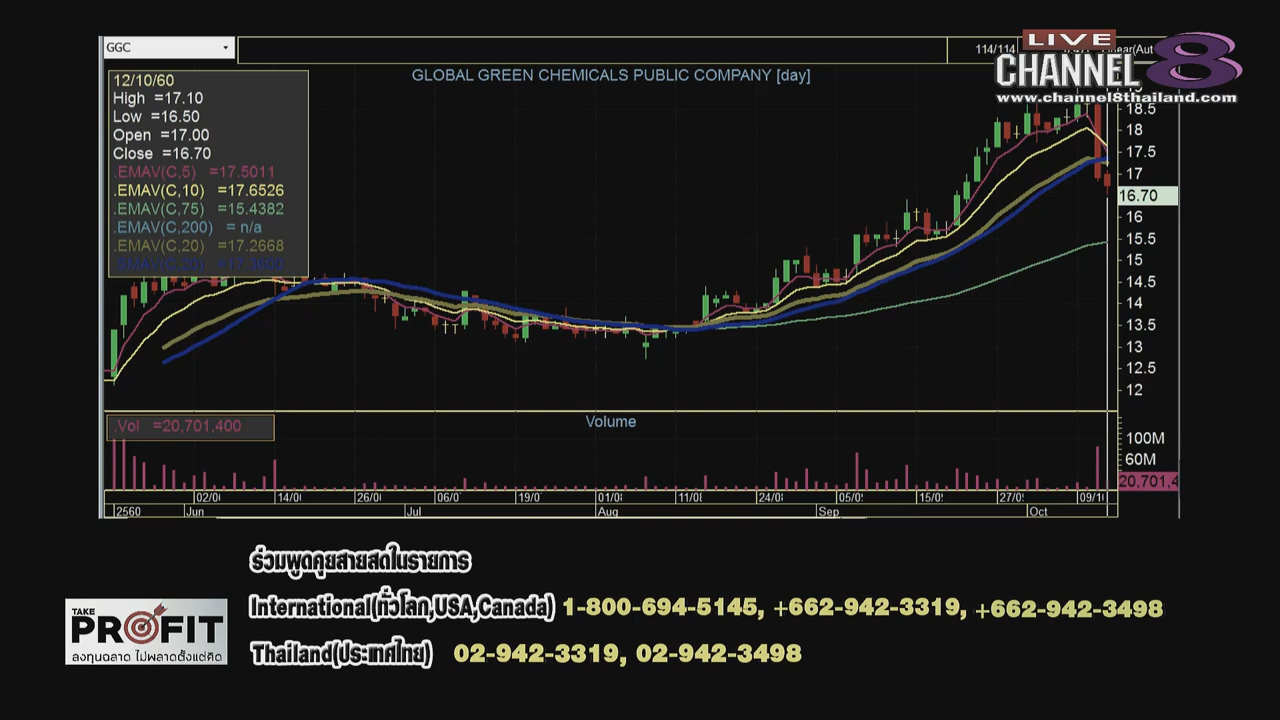 GGC
114/114
LIVE
CHANNEL 8
www.channel8thailand.com
GLOBAL GREEN CHEMICALS PUBLIC COMPANY [day]
12/10/60
High =17.10
Low =16.50
Open =17.00
Close =16.70
.EMAV(C,5) =17.5011
.EMAV(C,10) =17.6526
.EMAV(C,75) =15.4382
.EMAV(C,200) = n/a
.EMAV(C,20) =17.2668
18.5
18
17.5
17
16.70
16
15.5
15
14.5
14
13.5
13
12.5
12
.Vol =20,701,400
Volume
100M
60M
20,701,4
02/0 14/0 26/0 06/0 19/0 01/0 11/0 24/0 05/0 15/0 27/0 09/1
2560 Jun Jul Aug Sep Oct
ร่วมพูดคุยสายสดในรายการ
International(ทั่วโลก,USA,Canada) 1-800-694-5145, +662-942-3319, +662-942-3498
Thailand(ประเทศไทย) 02-942-3319, 02-942-3498
TAKE
PROFIT
ลงทุนฉลาด ไม่พลาดตั้งแต่คิด